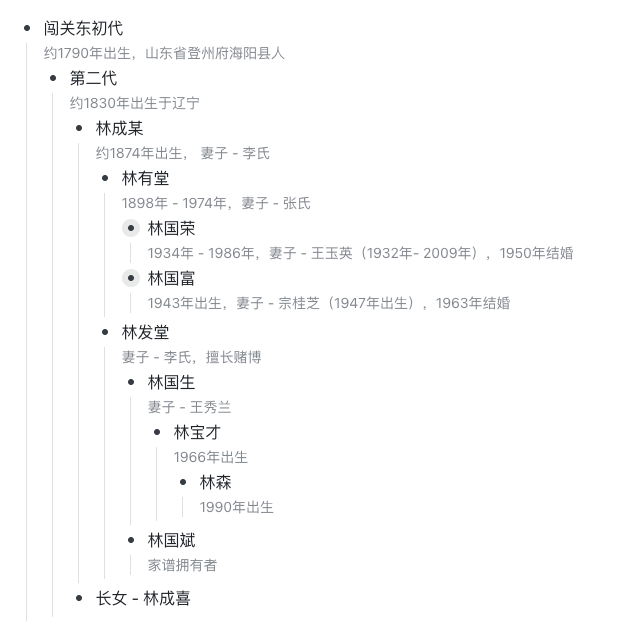 闯关东初代
约1790年出生，山东省登州府海阳县人
第二代
约1830年出生于辽宁
林成某
约1874年出生， 妻子 - 李氏
林有堂
1898年 - 1974年，妻子 - 张氏
林国荣
1934年 - 1986年，妻子 - 王玉英（1932年- 2009年），1950年结婚
林国富
1943年出生，妻子 - 宗桂芝（1947年出生），1963年结婚
林发堂
妻子 - 李氏，擅长赌博
林国生
妻子 - 王秀兰
林宝才
1966年出生
林森
1990年出生
林国斌
家谱拥有者
长女 - 林成喜